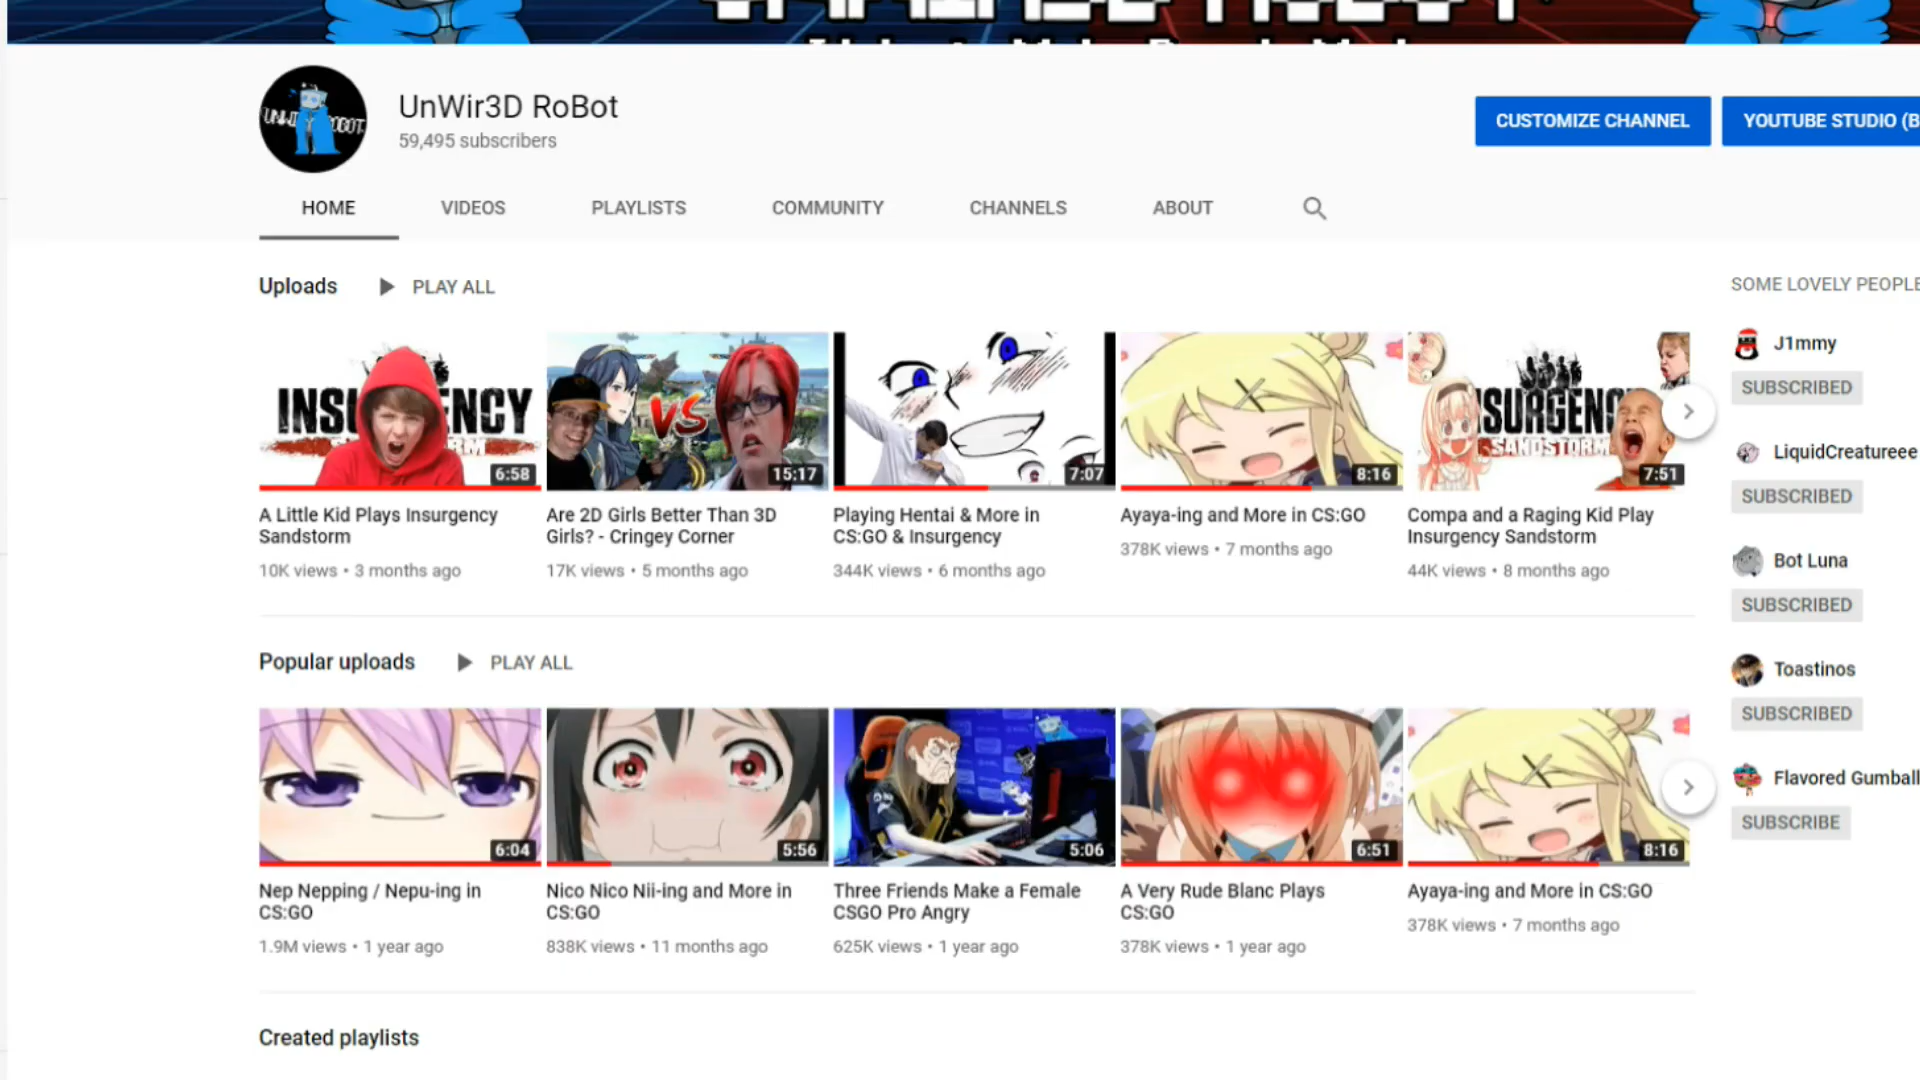 UnWir3D RoBot
59,495 subscribers
CUSTOMIZE CHANNEL
YOUTUBE STUDIO (B
HOME
VIDEOS
PLAYLISTS
COMMUNITY
CHANNELS
ABOUT
Uploads
PLAY ALL
SOME LOVELY PEOPLE
6:58
VS
15:17
7:07
8:16
SANDSTORM
7:51
A Little Kid Plays Insurgency
Sandstorm
10K views • 3 months ago
Are 2D Girls Better Than 3D
Girls? - Cringey Corner
17K views • 5 months ago
Playing Hentai & More in
CS:GO & Insurgency
344K views • 6 months ago
Ayaya-ing and More in CS:GO
378K views • 7 months ago
Compa and a Raging Kid Play
Insurgency Sandstorm
44K views • 8 months ago
J1mmy
SUBSCRIBED
LiquidCreatureee
SUBSCRIBED
Bot Luna
SUBSCRIBED
Toastinos
SUBSCRIBED
Flavored Gumball
SUBSCRIBE
Popular uploads
PLAY ALL
6:04
5:56
5:06
6:51
8:16
Nep Nepping / Nepu-ing in
CS:GO
1.9M views • 1 year ago
Nico Nico Nii-ing and More in
CS:GO
838K views • 11 months ago
Three Friends Make a Female
CSGO Pro Angry
625K views • 1 year ago
A Very Rude Blanc Plays
CS:GO
378K views • 1 year ago
Ayaya-ing and More in CS:GO
378K views • 7 months ago
Created playlists